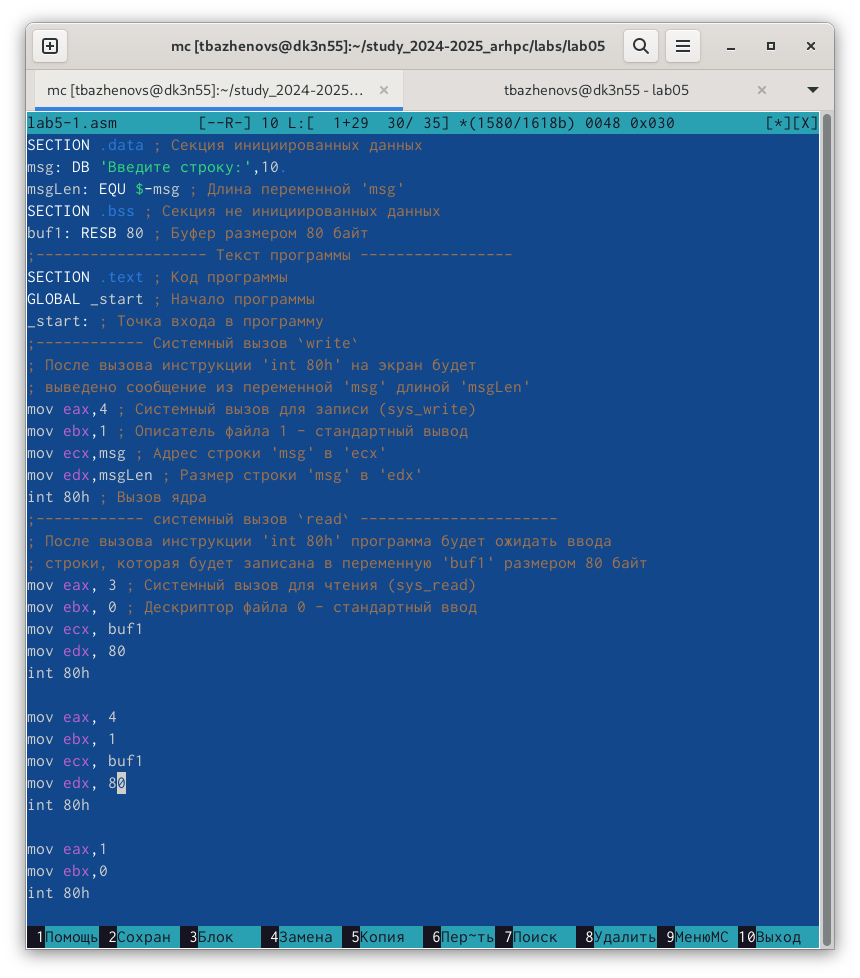 mc [tbazhenovs@dk3n55]:~/study_2024-2025_arhpc/labs/lab05
mc [tbazhenovs@dk3n55]:~/study_2024-2025… × tbazhenovs@dk3n55 - lab05 ×
lab5-1.asm [--R-] 10 L:[ 1+29 30/ 35] *(1580/1618b) 0048 0x030 [*][X]
SECTION .data ; Секция инициированных данных
msg: DB 'Введите строку:',10.
msgLen: EQU $-msg ; Длина переменной 'msg'
SECTION .bss ; Секция не инициированных данных
buf1: RESB 80 ; Буфер размером 80 байт
;------------------- Текст программы -----------------
SECTION .text ; Код программы
GLOBAL _start ; Начало программы
_start: ; Точка входа в программу
;------------ Системный вызов `write`
; После вызова инструкции 'int 80h' на экран будет
; выведено сообщение из переменной 'msg' длиной 'msgLen'
mov eax,4 ; Системный вызов для записи (sys_write)
mov ebx,1 ; Описатель файла 1 - стандартный вывод
mov ecx,msg ; Адрес строки 'msg' в 'ecx'
mov edx,msgLen ; Размер строки 'msg' в 'edx'
int 80h ; Вызов ядра
;------------ системный вызов `read` ----------------------
; После вызова инструкции 'int 80h' программа будет ожидать ввода
; строки, которая будет записана в переменную 'buf1' размером 80 байт
mov eax, 3 ; Системный вызов для чтения (sys_read)
mov ebx, 0 ; Дескриптор файла 0 - стандартный ввод
mov ecx, buf1
mov edx, 80
int 80h
mov eax, 4
mov ebx, 1
mov ecx, buf1
mov edx, 80
int 80h
mov eax,1
mov ebx,0
int 80h
1Помощь 2Сохран 3Блок 4Замена 5Копия 6Пер~ть 7Поиск 8Удалить 9МенюMC 10Выход